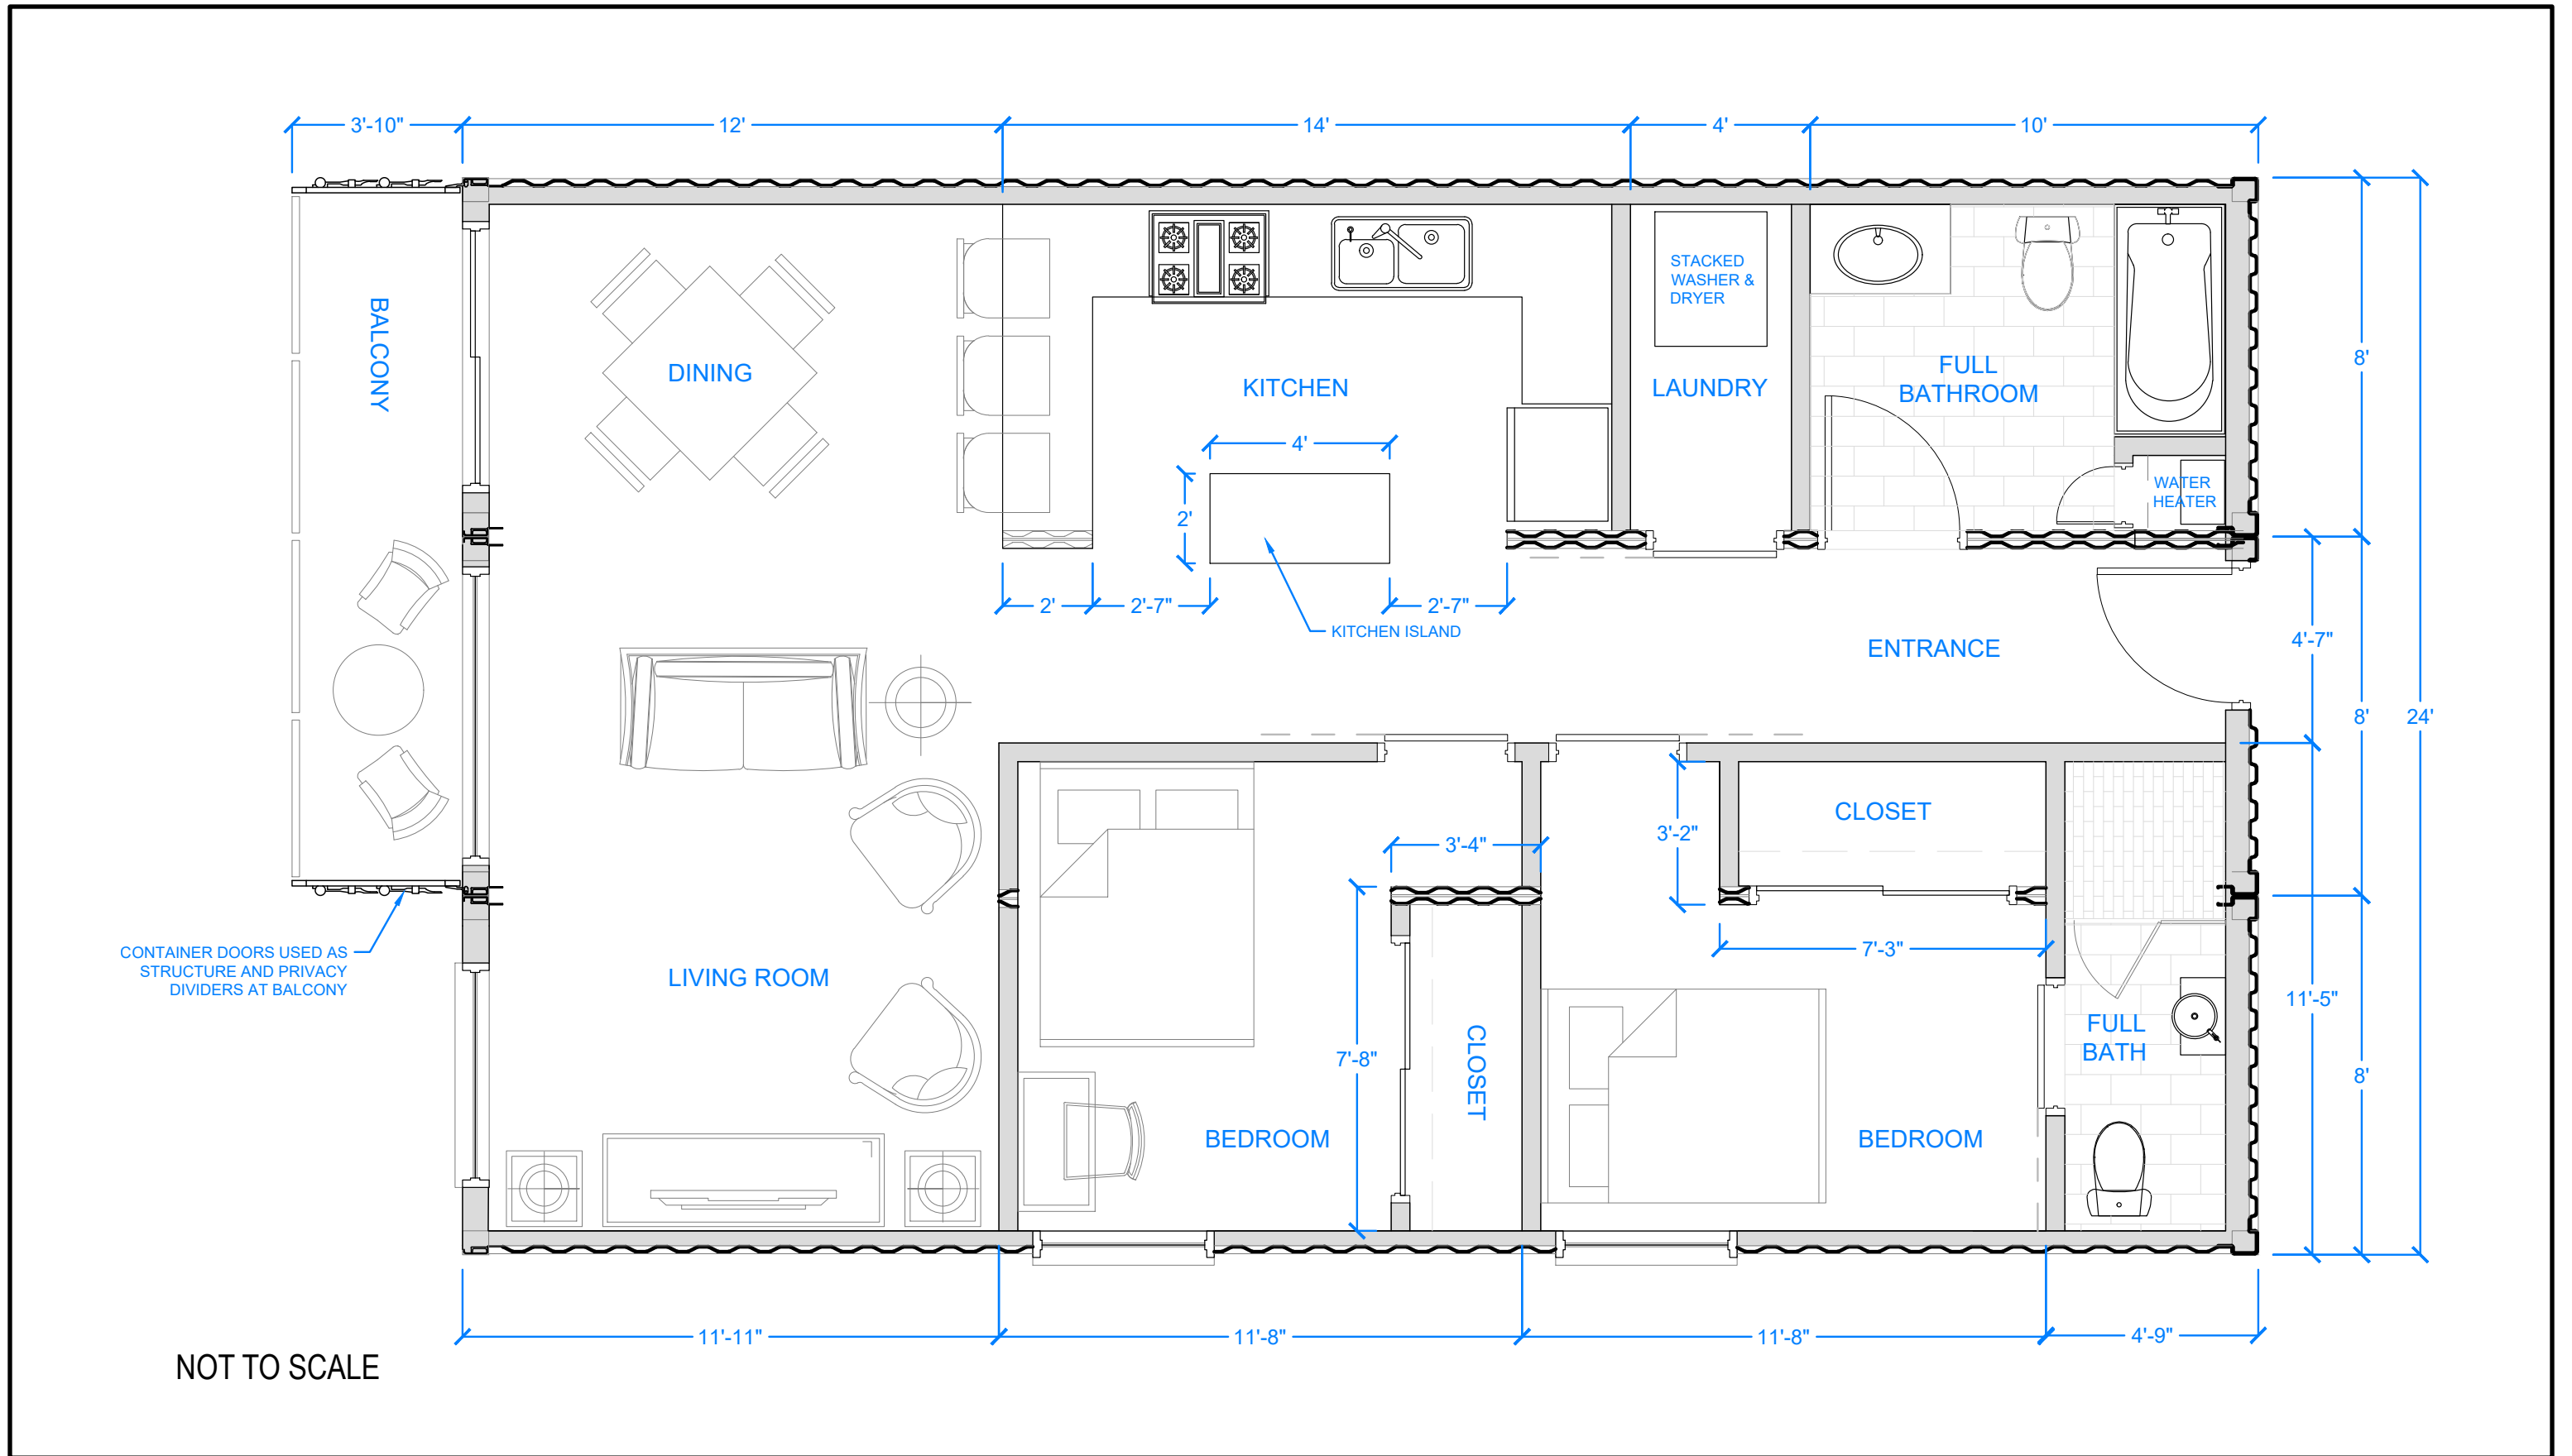 3'-10"
12'
14'
4'
10'
BALCONY
DINING
KITCHEN
STACKED
WASHER &
DRYER
LAUNDRY
FULL
BATHROOM
WATER
HEATER
8'
4'
2'
2'
2'-7"
2'-7"
KITCHEN ISLAND
ENTRANCE
4'-7"
8'
24'
CLOSET
3'-2"
3'-4"
7'-3"
CONTAINER DOORS USED AS
STRUCTURE AND PRIVACY
DIVIDERS AT BALCONY
LIVING ROOM
7'-8"
CLOSET
BEDROOM
BEDROOM
FULL
BATH
11'-5"
8'
11'-11"
11'-8"
11'-8"
4'-9"
NOT TO SCALE